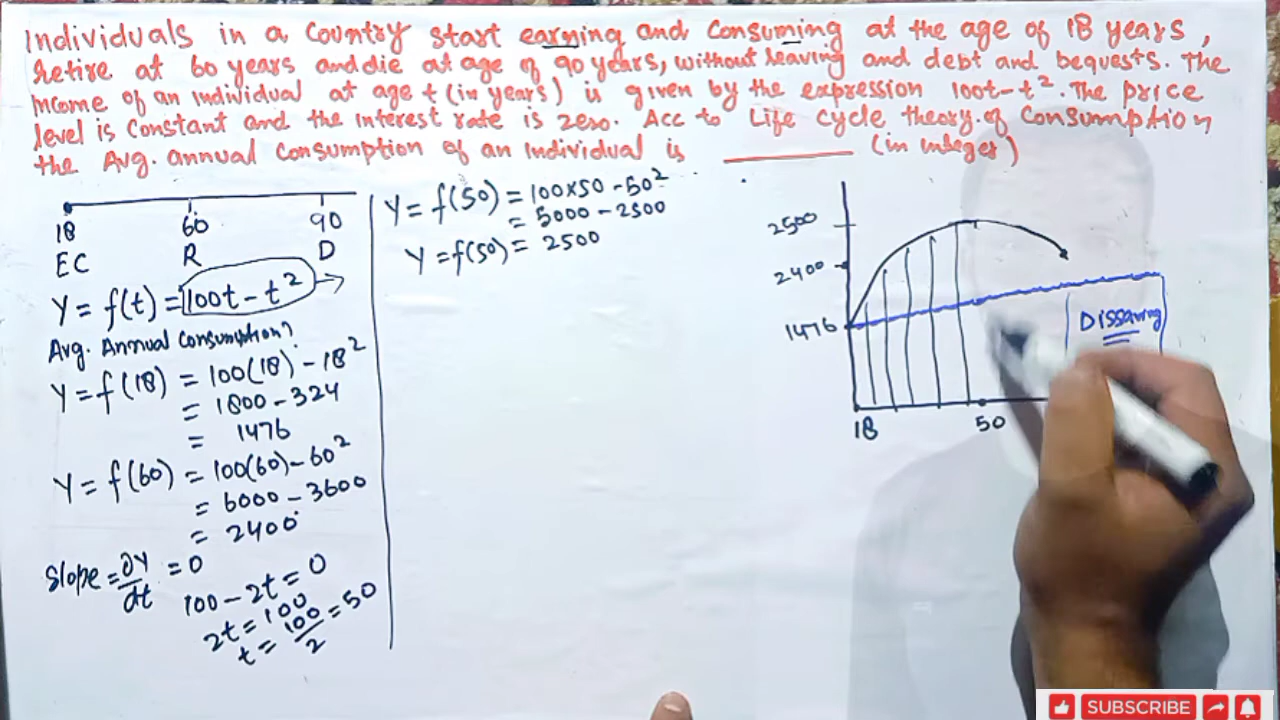 Individuals in a Country start earning and Consuming at the age of 18 years,
Retire at 60 years and die at age of 90 years, without leaving and debt and bequests. The
income of an individual at age t (in years) is given by the expression 100t-t². The price
level is Constant and the interest rate is zero. Acc to Life Cycle theory of Consumption
the Avg. annual Consumption of an individual is ________ (in integer)
18 60 90
EC R D
Y = f(t) = 100t - t²
Avg. Annual Consumption?
Y = f(18) = 100(18) - 18²
= 1800 - 324
= 1476
Y = f(60) = 100(60) - 60²
= 6000 - 3600
= 2400
Slope = ∂Y/dt = 0
100 - 2t = 0
2t = 100
t = 100/2 = 50
Y = f(50) = 100×50 - 50²
= 5000 - 2500
Y = f(50) = 2500
2500
2400
1476
Dissaving
18 50
SUBSCRIBE